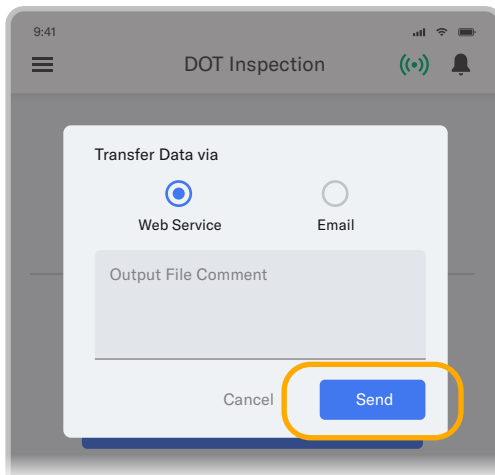 9:41
DOT Inspection
Transfer Data via
Web Service
Email
Output File Comment
Cancel
Send